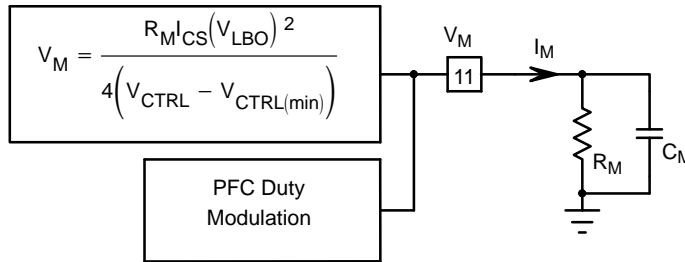 V_M = R_M I_CS (V_LBO)^2 / 4(V_CTRL − V_CTRL(min))
V_M
11
I_M
R_M
C_M
PFC Duty
Modulation